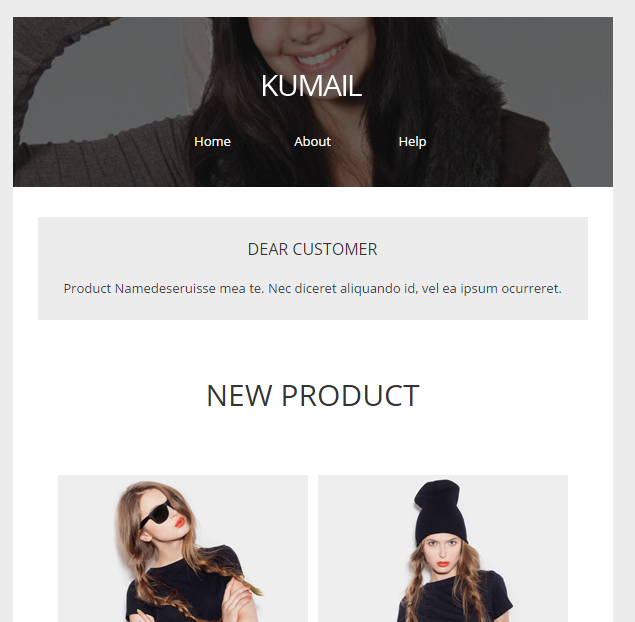 KUMAIL
Home About Help
DEAR CUSTOMER
Product Namedeseruisse mea te. Nec diceret aliquando id, vel ea ipsum ocurreret.
NEW PRODUCT